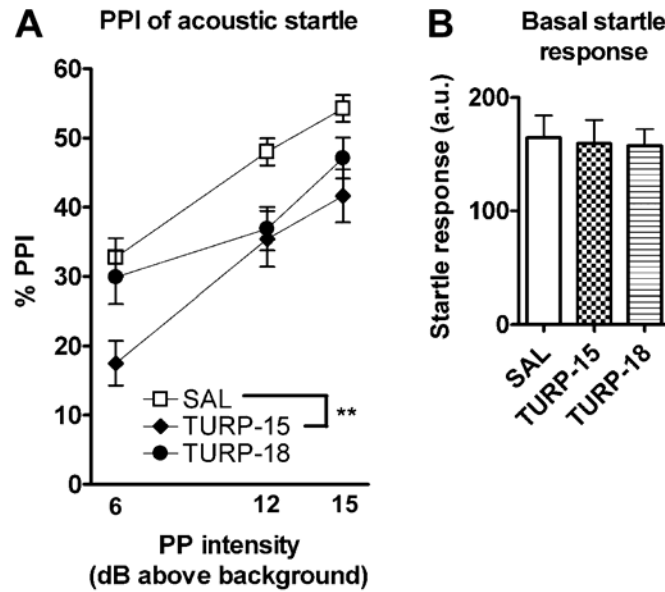 A
PPI of acoustic startle
60
50
40
30
20
10
0
% PPI
SAL
TURP-15
TURP-18
**
6
12
15
PP intensity
(dB above background)
B
Basal startle
response
Startle response (a.u.)
200
100
0
SAL
TURP-15
TURP-18